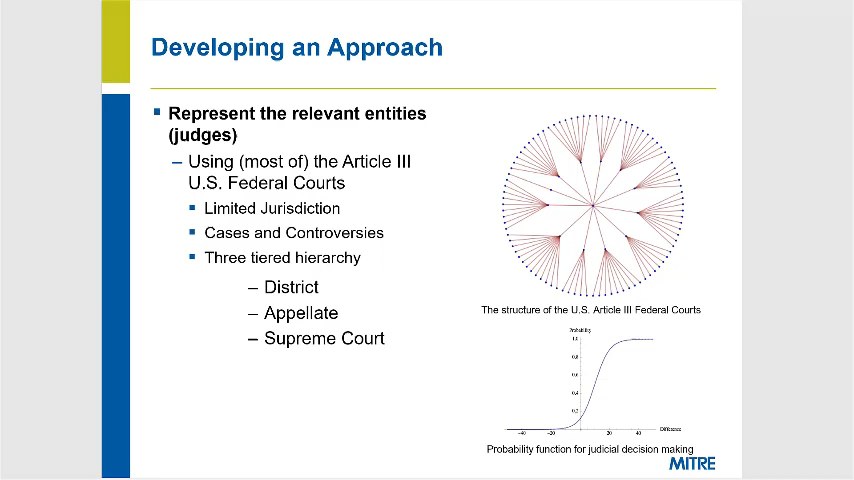 Developing an Approach
Represent the relevant entities
(judges)
– Using (most of) the Article III
U.S. Federal Courts
Limited Jurisdiction
Cases and Controversies
Three tiered hierarchy
– District
– Appellate
– Supreme Court
The structure of the U.S. Article III Federal Courts
Probability
1.0
0.8
0.6
0.4
0.2
-40 -20 20 40 Difference
Probability function for judicial decision making
MITRE